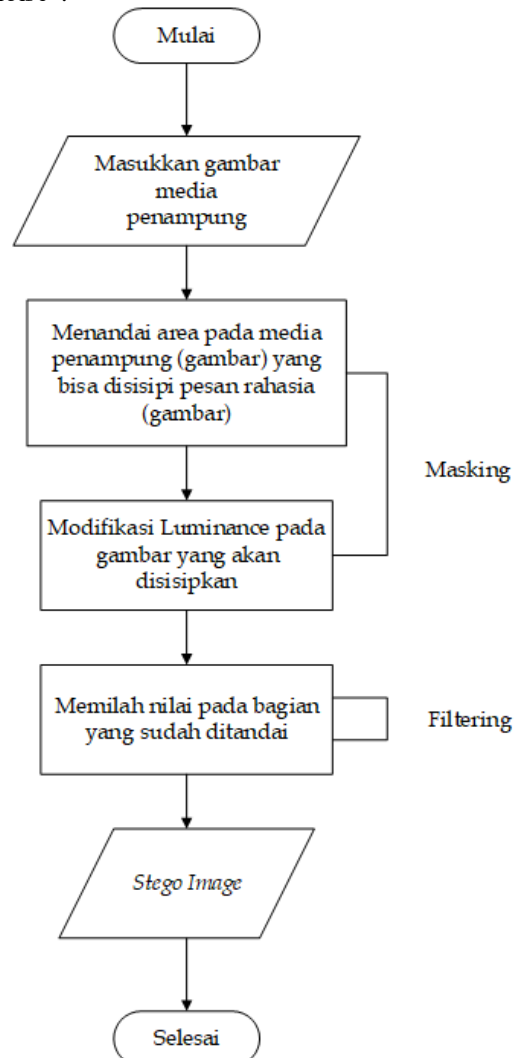 Mulai
Masukkan gambar
media
penampung
Menandai area pada media
penampung (gambar) yang
bisa disisipi pesan rahasia
(gambar)
Masking
Modifikasi Luminance pada
gambar yang akan
disisipkan
Memilah nilai pada bagian
yang sudah ditandai
Filtering
Stego Image
Selesai